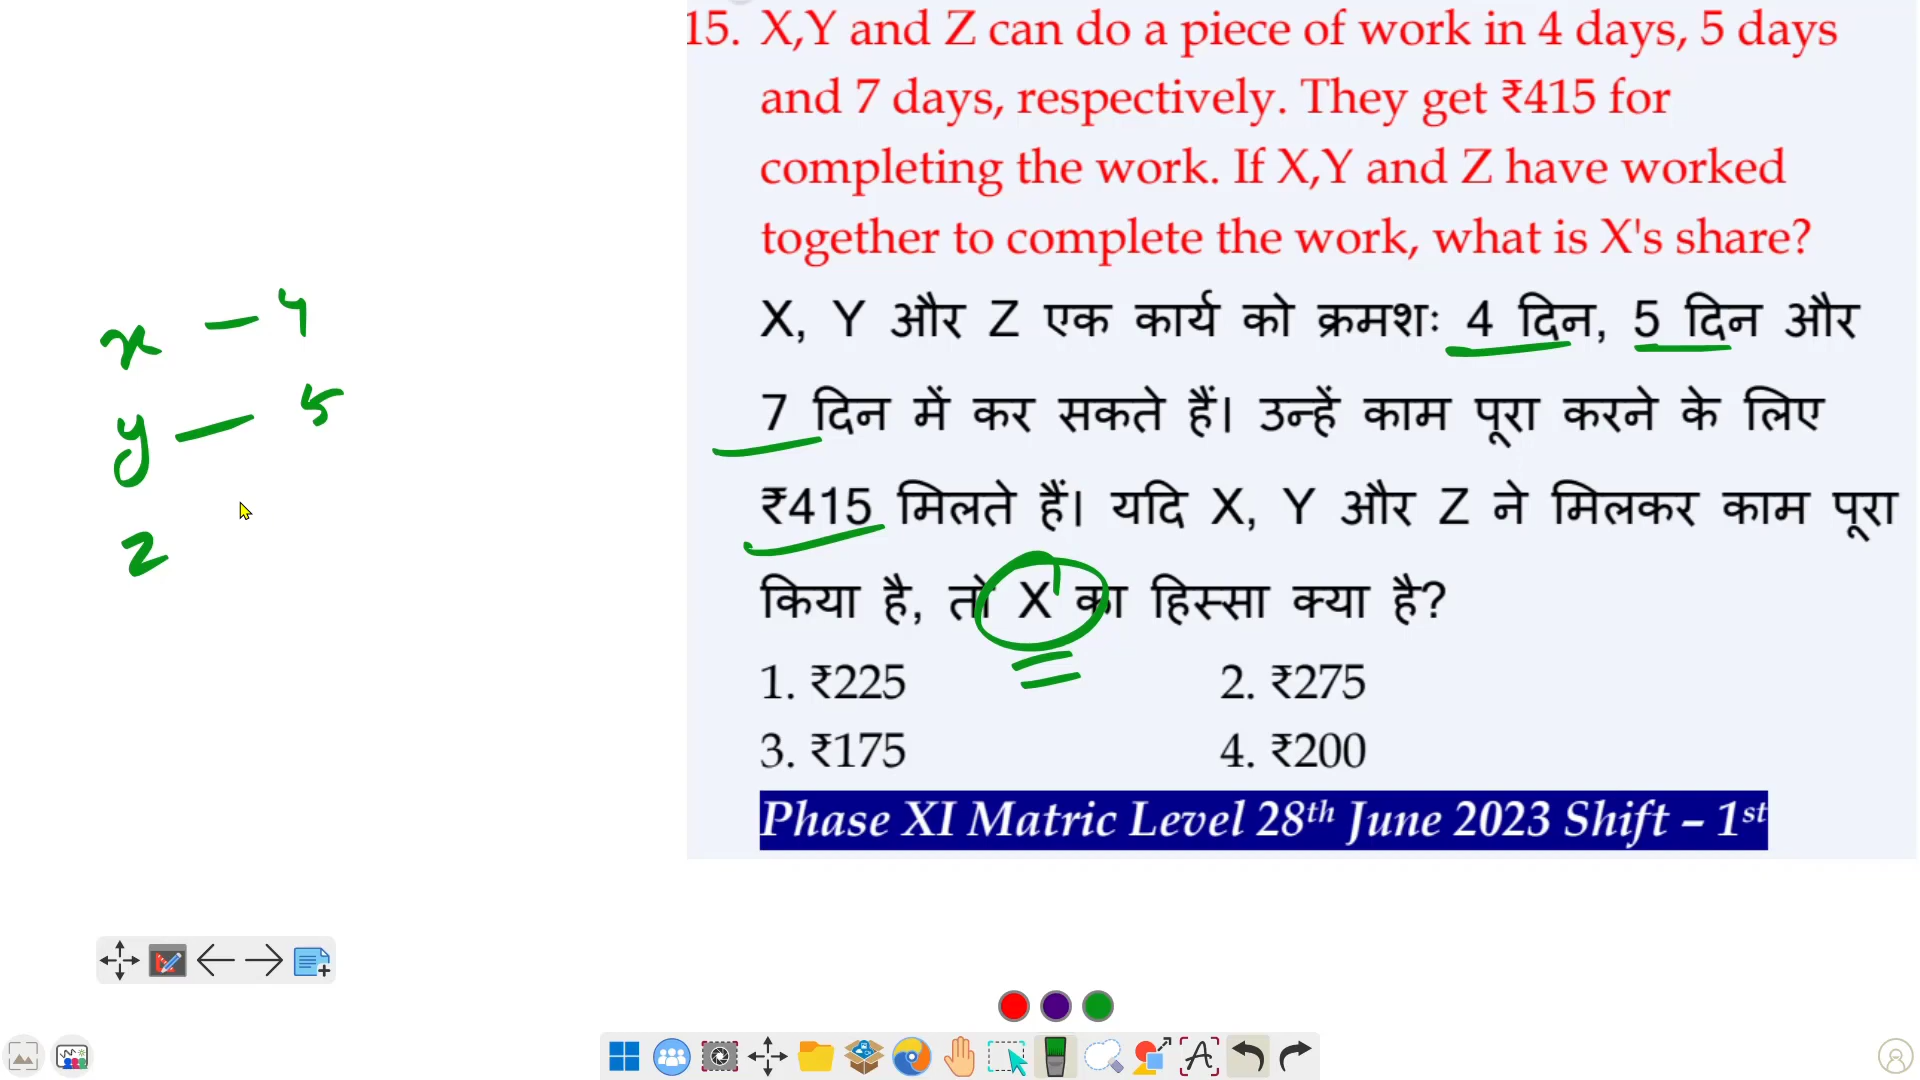 15. X,Y and Z can do a piece of work in 4 days, 5 days
and 7 days, respectively. They get ₹415 for
completing the work. If X,Y and Z have worked
together to complete the work, what is X's share?
X, Y और Z एक कार्य को क्रमशः 4 दिन, 5 दिन और
7 दिन में कर सकते हैं। उन्हें काम पूरा करने के लिए
₹415 मिलते हैं। यदि X, Y और Z ने मिलकर काम पूरा
किया है, तो X का हिस्सा क्या है?
1. ₹225 2. ₹275
3. ₹175 4. ₹200
Phase XI Matric Level 28th June 2023 Shift – 1st
x — 4
y — 5
z